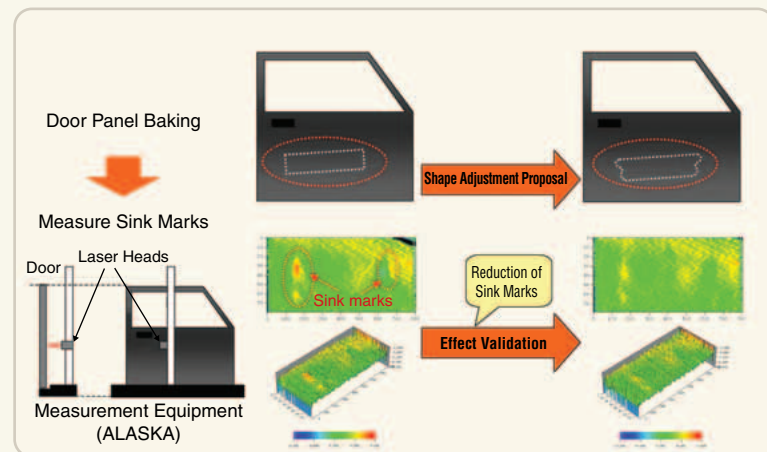 Door Panel Baking
Measure Sink Marks
Laser Heads
Door
Measurement Equipment
(ALASKA)
Shape Adjustment Proposal
Sink marks
Reduction of
Sink Marks
Effect Validation